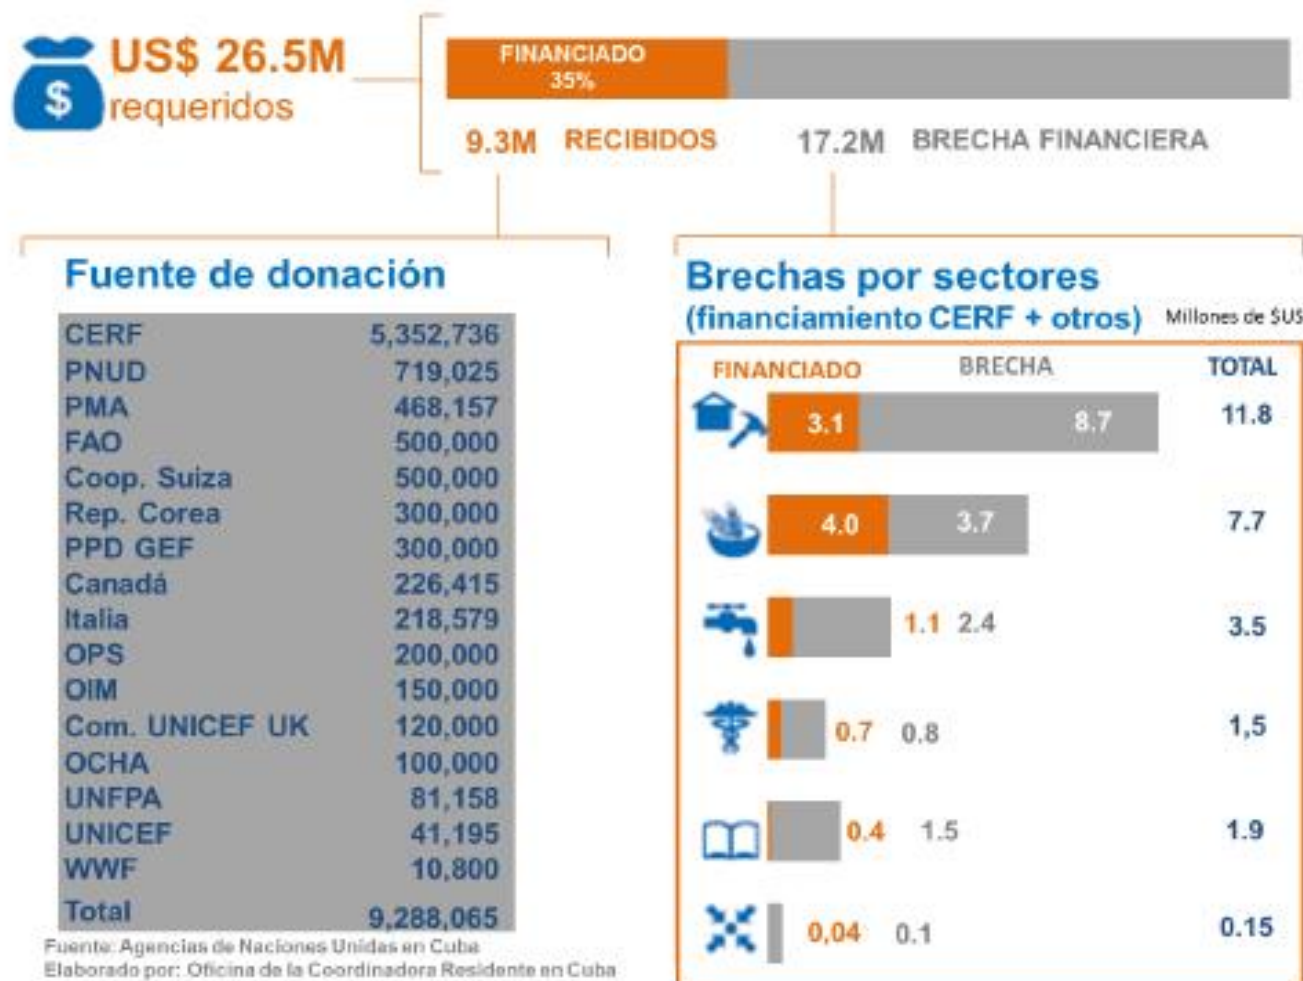 US$ 26.5M
requeridos
$
FINANCIADO
35%
9.3M RECIBIDOS
17.2M BRECHA FINANCIERA
Fuente de donación
CERF 5,352,736
PNUD 719,025
PMA 468,157
FAO 500,000
Coop. Suiza 500,000
Rep. Corea 300,000
PPD GEF 300,000
Canadá 226,415
Italia 218,579
OPS 200,000
OIM 150,000
Com. UNICEF UK 120,000
OCHA 100,000
UNFPA 81,158
UNICEF 41,195
WWF 10,800
Total 9,288,065
Fuente: Agencias de Naciones Unidas en Cuba
Elaborado por: Oficina de la Coordinadora Residente en Cuba
Brechas por sectores
(financiamiento CERF + otros) Millones de $US
FINANCIADO BRECHA TOTAL
3.1 8.7 11.8
4.0 3.7 7.7
1.1 2.4 3.5
0.7 0.8 1,5
0.4 1.5 1.9
0,04 0.1 0.15